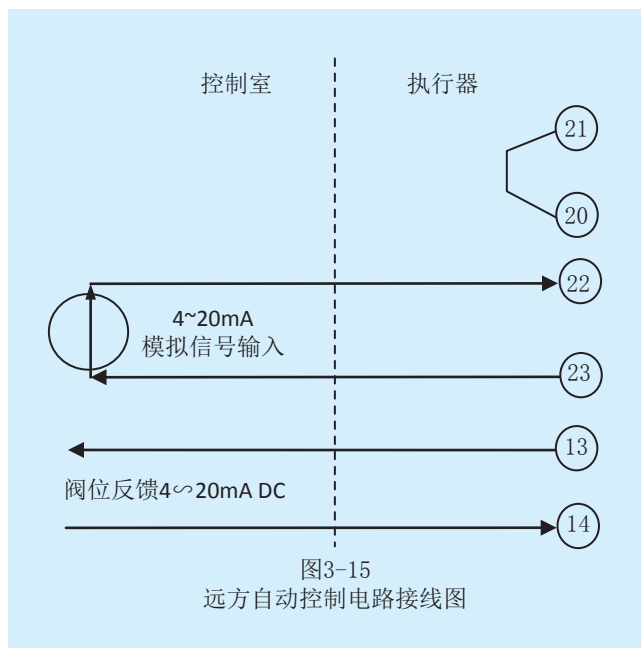 控制室 执行器
21
20
22
4~20mA
模拟信号输入
23
13
阀位反馈4∽20mA DC
14
图3-15
远方自动控制电路接线图